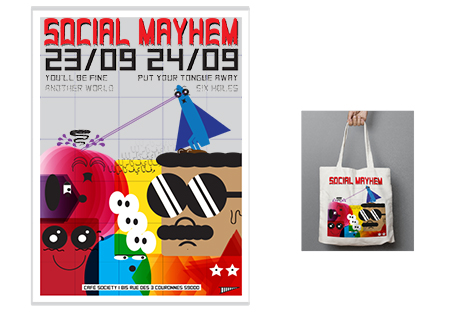 SOCIAL MAYHEM
23/09 24/09
YOU'LL BE FINE PUT YOUR TONGUE AWAY
ANOTHER WORLD SIX HOLES
CAFÉ SOCIETY | BIS RUE DES 3 COURONNES 59000
SOCIAL MAYHEM